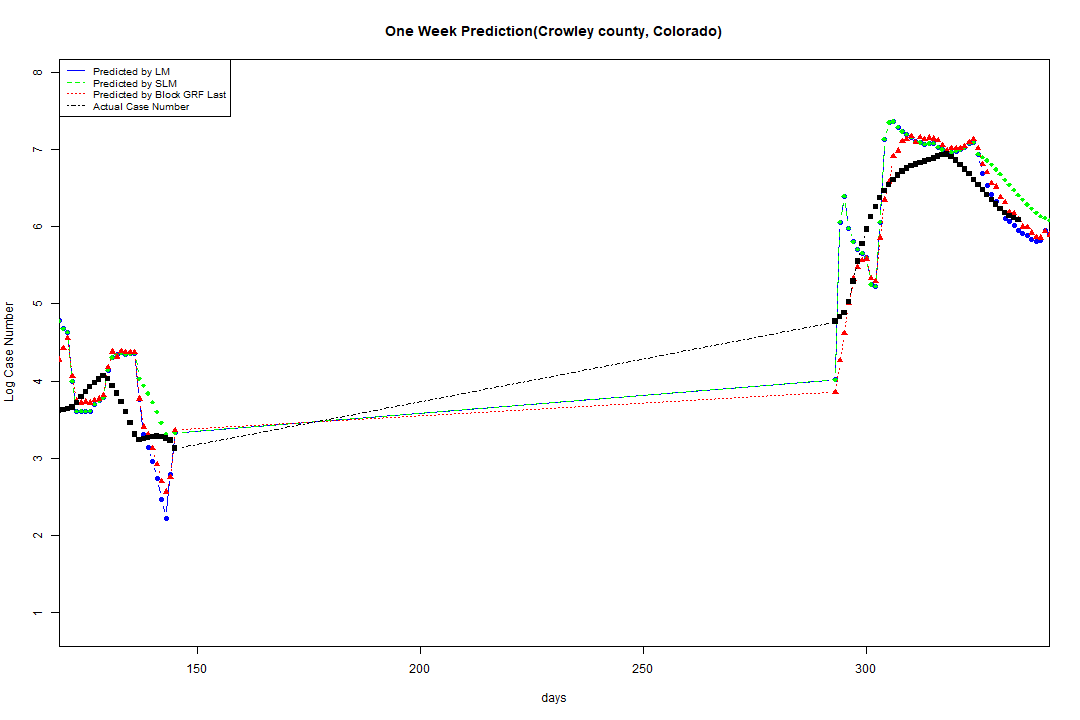 One Week Prediction(Crowley county, Colorado)
Predicted by LM
Predicted by SLM
Predicted by Block GRF Last
Actual Case Number
Log Case Number
8
7
6
5
4
3
2
1
150 200 250 300
days